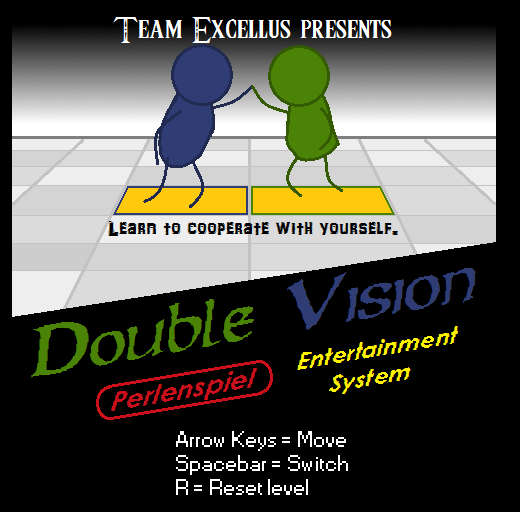 Team Excellus presents
Learn to cooperate with yourself.
Double Vision
Perlenspiel
Entertainment
System
Arrow Keys = Move
Spacebar = Switch
R = Reset level